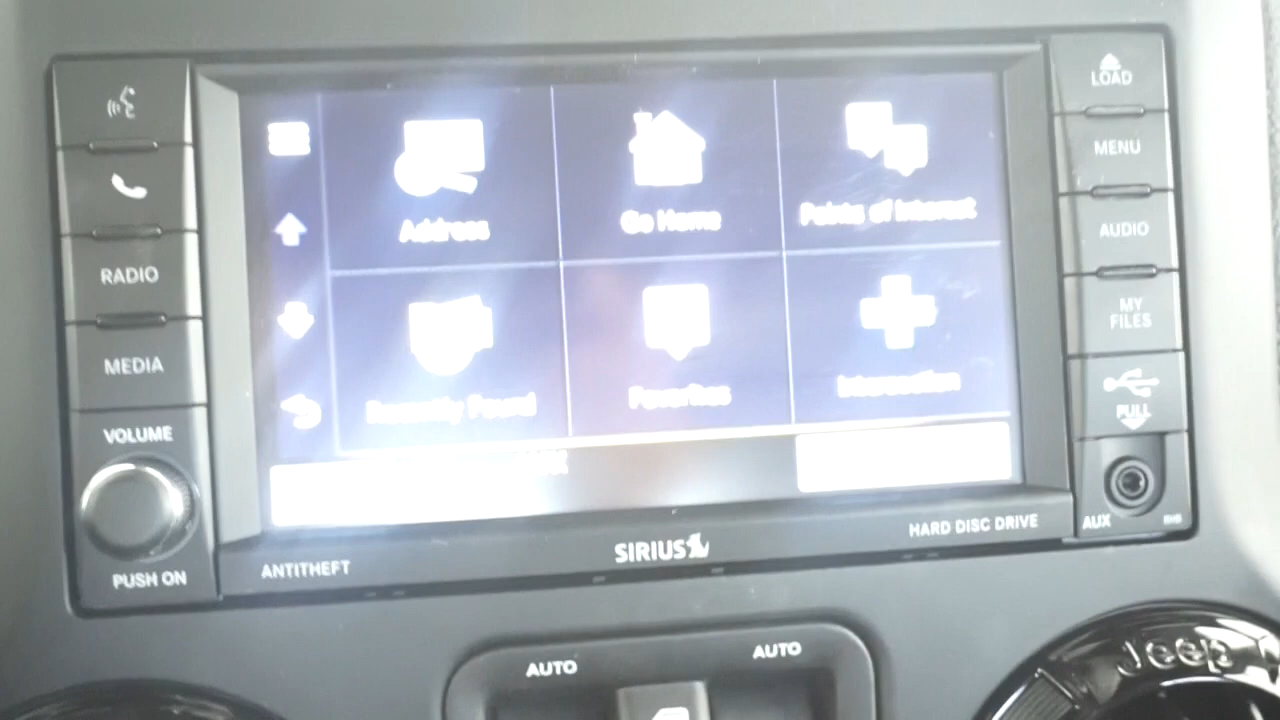 LOAD
MENU
AUDIO
MY
FILES
PULL
AUX
RADIO
MEDIA
VOLUME
PUSH ON
Address
Go Home
Points of Interest
Recently Found
Favorites
Intersection
ANTITHEFT
SIRIUS
HARD DISC DRIVE
AUTO
AUTO
Jeep